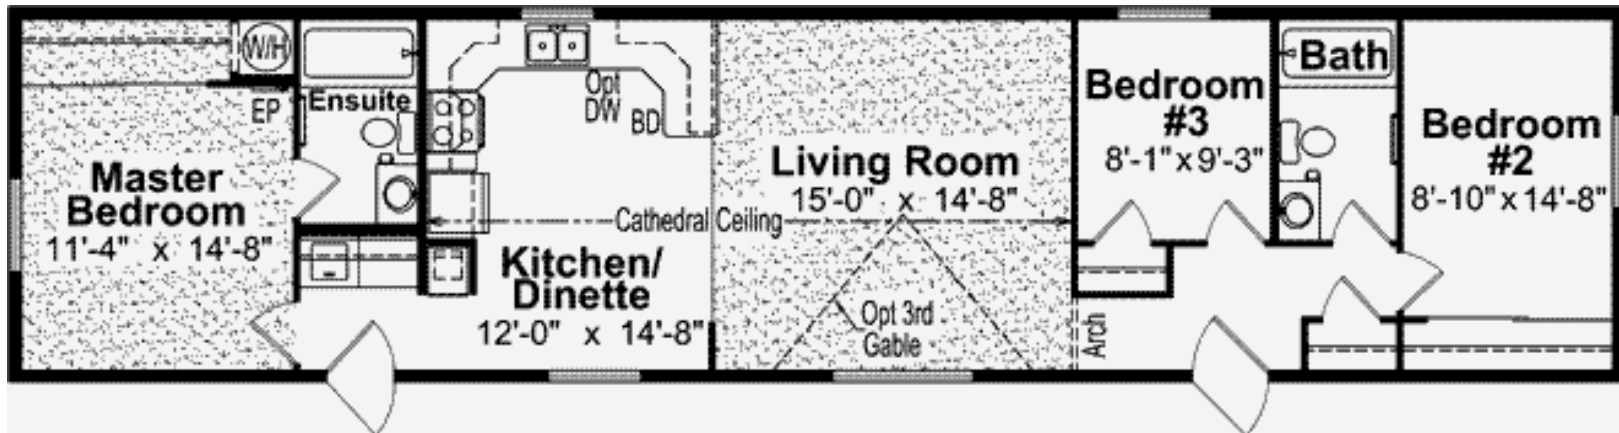 W/H
EP
Ensuite
Master
Bedroom
11'-4" x 14'-8"
Opt
DW
BD
Kitchen/
Dinette
12'-0" x 14'-8"
Cathedral Ceiling
Living Room
15'-0" x 14'-8"
Opt 3rd
Gable
Arch
Bedroom
#3
8'-1" x 9'-3"
Bath
Bedroom
#2
8'-10" x 14'-8"